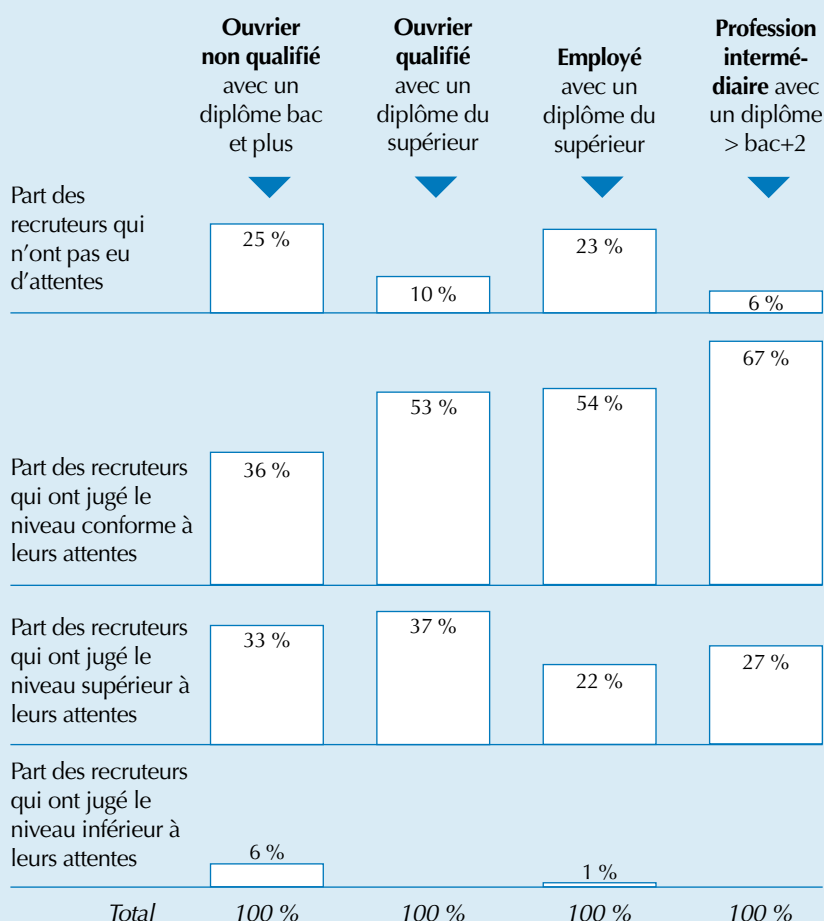 Ouvrier
non qualifié
avec un
diplôme bac
et plus
Ouvrier
qualifié
avec un
diplôme du
supérieur
Employé
avec un
diplôme du
supérieur
Profession
intermé-
diaire avec
un diplôme
> bac+2
Part des
recruteurs qui
n'ont pas eu
d'attentes
25 %
10 %
23 %
6 %
Part des recruteurs
qui ont jugé le
niveau conforme à
leurs attentes
36 %
53 %
54 %
67 %
Part des recruteurs
qui ont jugé le
niveau supérieur à
leurs attentes
33 %
37 %
22 %
27 %
Part des recruteurs
qui ont jugé le
niveau inférieur à
leurs attentes
6 %
1 %
Total 100 % 100 % 100 % 100 %